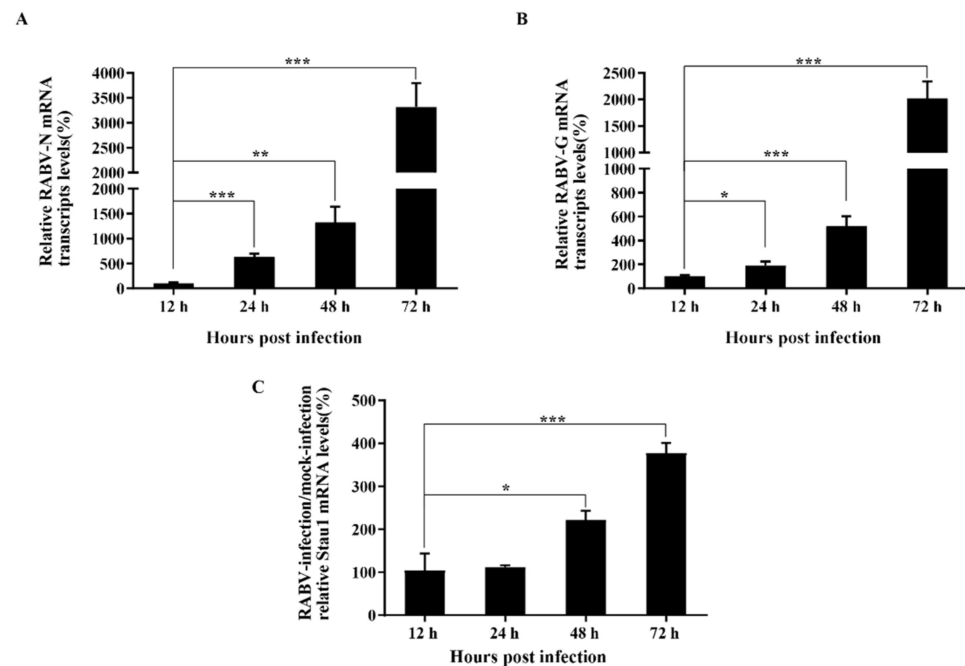 A
Relative RABV-N mRNA
transcripts levels(%)
4000
3500
3000
2500
2000
2000
1500
1000
500
0
***
**
***
12 h 24 h 48 h 72 h
Hours post infection
B
Relative RABV-G mRNA
transcripts levels(%)
2500
2000
1500
1000
1000
800
600
400
200
0
***
***
*
12 h 24 h 48 h 72 h
Hours post infection
C
RABV-infection/mock-infection
relative Stau1 mRNA levels(%)
500
400
300
200
100
0
***
*
12 h 24 h 48 h 72 h
Hours post infection